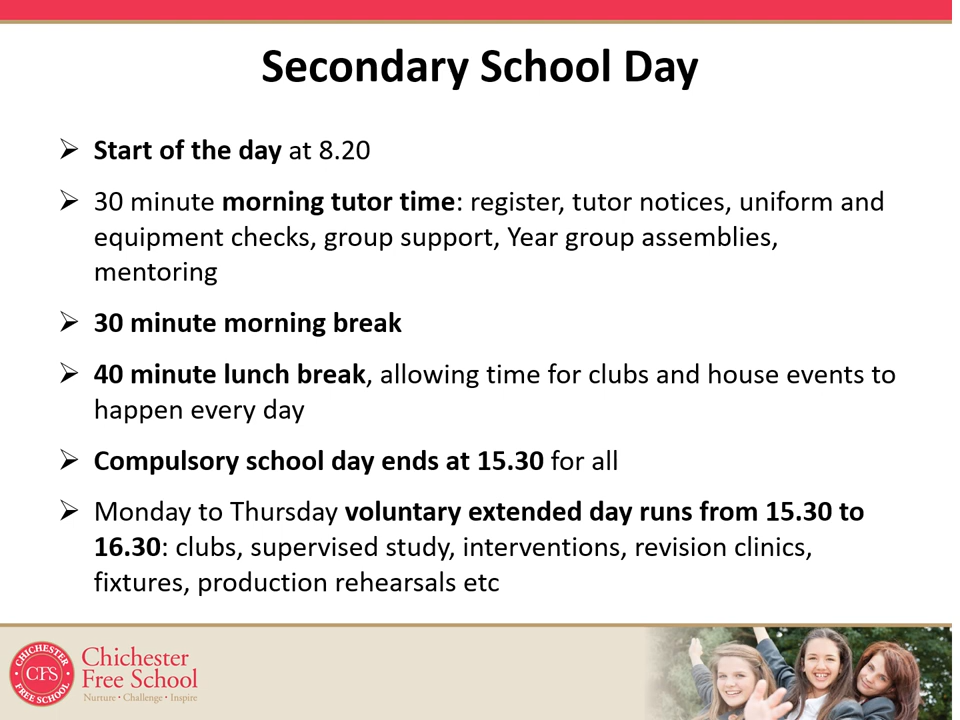 Secondary School Day
Start of the day at 8.20
30 minute morning tutor time: register, tutor notices, uniform and
equipment checks, group support, Year group assemblies,
mentoring
30 minute morning break
40 minute lunch break, allowing time for clubs and house events to
happen every day
Compulsory school day ends at 15.30 for all
Monday to Thursday voluntary extended day runs from 15.30 to
16.30: clubs, supervised study, interventions, revision clinics,
fixtures, production rehearsals etc
CHICHESTER
CFS
FREE SCHOOL
Chichester
Free School
Nurture • Challenge • Inspire